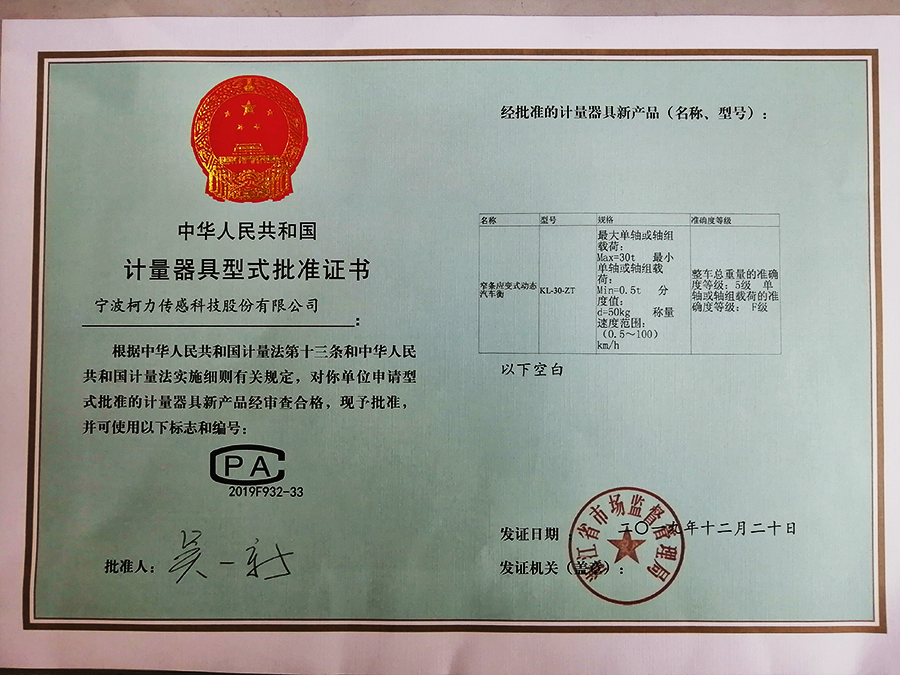 中华人民共和国
计量器具型式批准证书
宁波柯力传感科技股份有限公司
:
根据中华人民共和国计量法第十三条和中华人民
共和国计量法实施细则有关规定，对你单位申请型
式批准的计量器具新产品经审查合格，现予批准，
并可使用以下标志和编号：
CPA
2019F932-33
批准人：
吴一新
经批准的计量器具新产品（名称、型号）：
名称 型号 规格 准确度等级
窄条应变式动态
汽车衡
KL-30-ZT
最大单轴或轴组
载荷：
Max=30t 最小
单轴或轴组载
荷：
Min=0.5t 分
度值：
d=50kg 称量
速度范围：
（0.5～100）
km/h
整车总重量的准确
度等级：5级 单
轴或轴组载荷的准
确度等级：F级
以下空白
发证日期 二〇一九年十二月二十日
发证机关（盖章）：
浙江省市场监督管理局